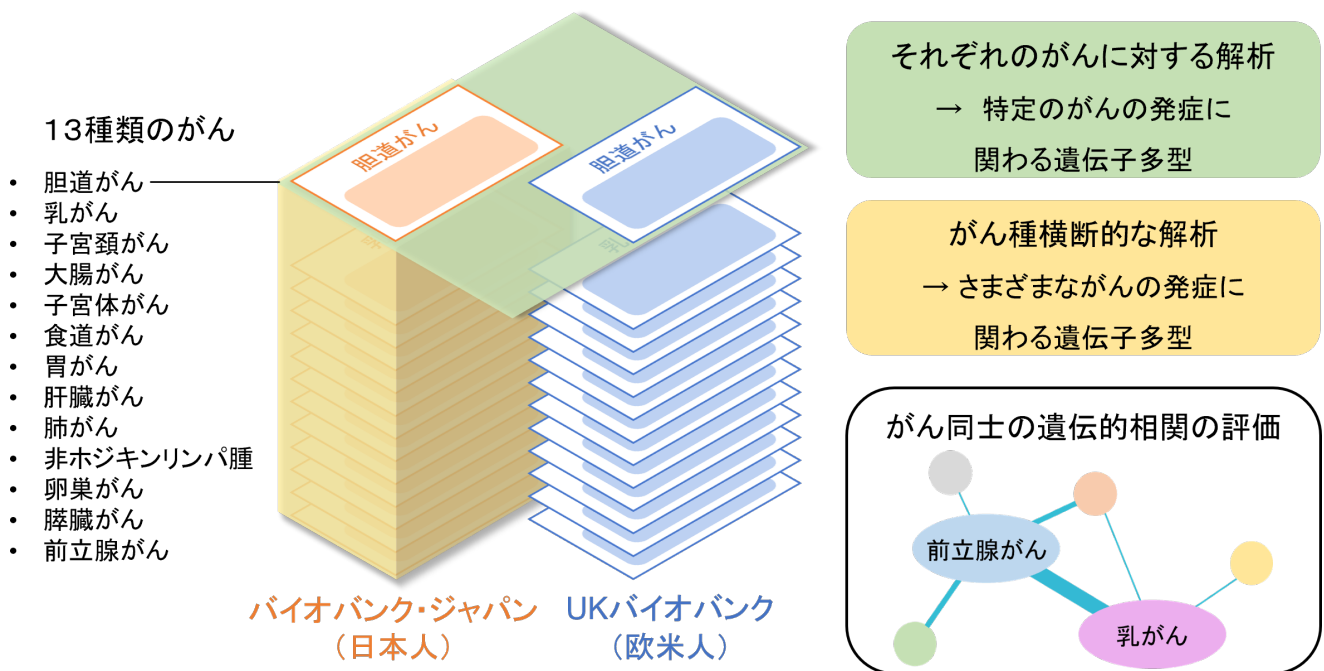 13種類のがん
• 胆道がん
• 乳がん
• 子宮頚がん
• 大腸がん
• 子宮体がん
• 食道がん
• 胃がん
• 肝臓がん
• 肺がん
• 非ホジキンリンパ腫
• 卵巣がん
• 膵臓がん
• 前立腺がん
胆道がん
胆道がん
乳
バイオバンク・ジャパン
(日本人)
UKバイオバンク
(欧米人)
それぞれのがんに対する解析
→ 特定のがんの発症に
関わる遺伝子多型
がん種横断的な解析
→ さまざまながんの発症に
関わる遺伝子多型
がん同士の遺伝的相関の評価
前立腺がん
乳がん